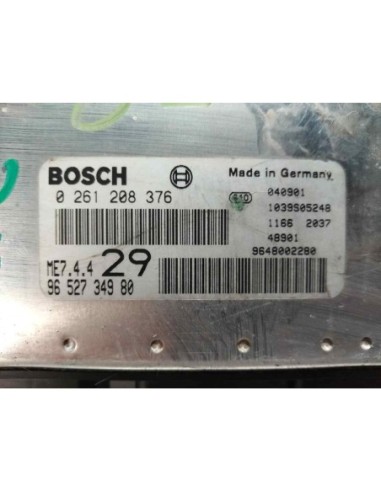 BOSCH
0 261 208 376
Made in Germany
e10
040901
1039S05248
1166 2037
48901
9648002280
ME7.4.4 29
96 527 349 80